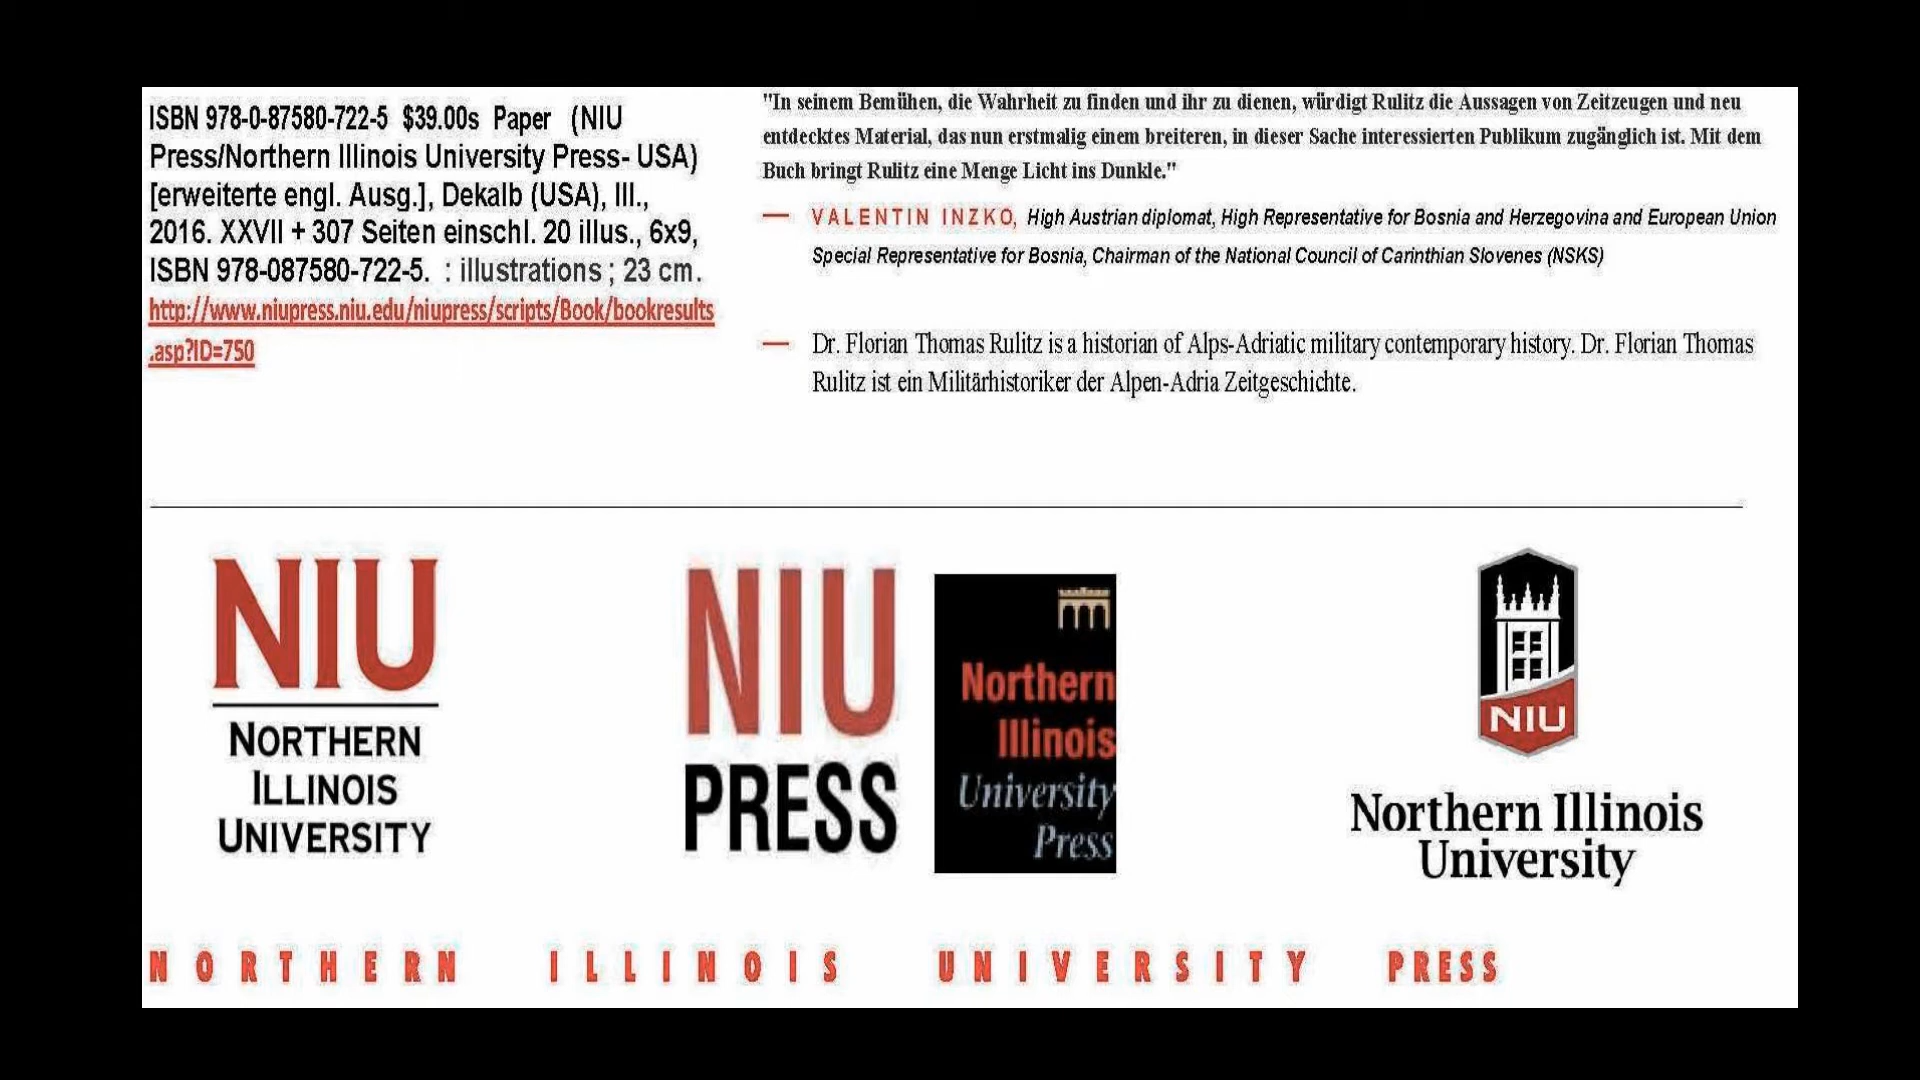 ISBN 978-0-87580-722-5 $39.00s Paper (NIU
Press/Northern Illinois University Press- USA)
[erweiterte engl. Ausg.], Dekalb (USA), Ill.,
2016. XXVII + 307 Seiten einschl. 20 illus., 6x9,
ISBN 978-087580-722-5. : illustrations ; 23 cm.
http://www.niupress.niu.edu/niupress/scripts/Book/bookresults
.asp?ID=750
"In seinem Bemühen, die Wahrheit zu finden und ihr zu dienen, würdigt Rulitz die Aussagen von Zeitzeugen und neu
entdecktes Material, das nun erstmalig einem breiteren, in dieser Sache interessierten Publikum zugänglich ist. Mit dem
Buch bringt Rulitz eine Menge Licht ins Dunkle."
— VALENTIN INZKO, High Austrian diplomat, High Representative for Bosnia and Herzegovina and European Union
Special Representative for Bosnia, Chairman of the National Council of Carinthian Slovenes (NSKS)
— Dr. Florian Thomas Rulitz is a historian of Alps-Adriatic military contemporary history. Dr. Florian Thomas
Rulitz ist ein Militärhistoriker der Alpen-Adria Zeitgeschichte.
NIU
NORTHERN
ILLINOIS
UNIVERSITY
NIU
PRESS
Northern
Illinois
University
Press
NIU
Northern Illinois
University
NORTHERN ILLINOIS UNIVERSITY PRESS